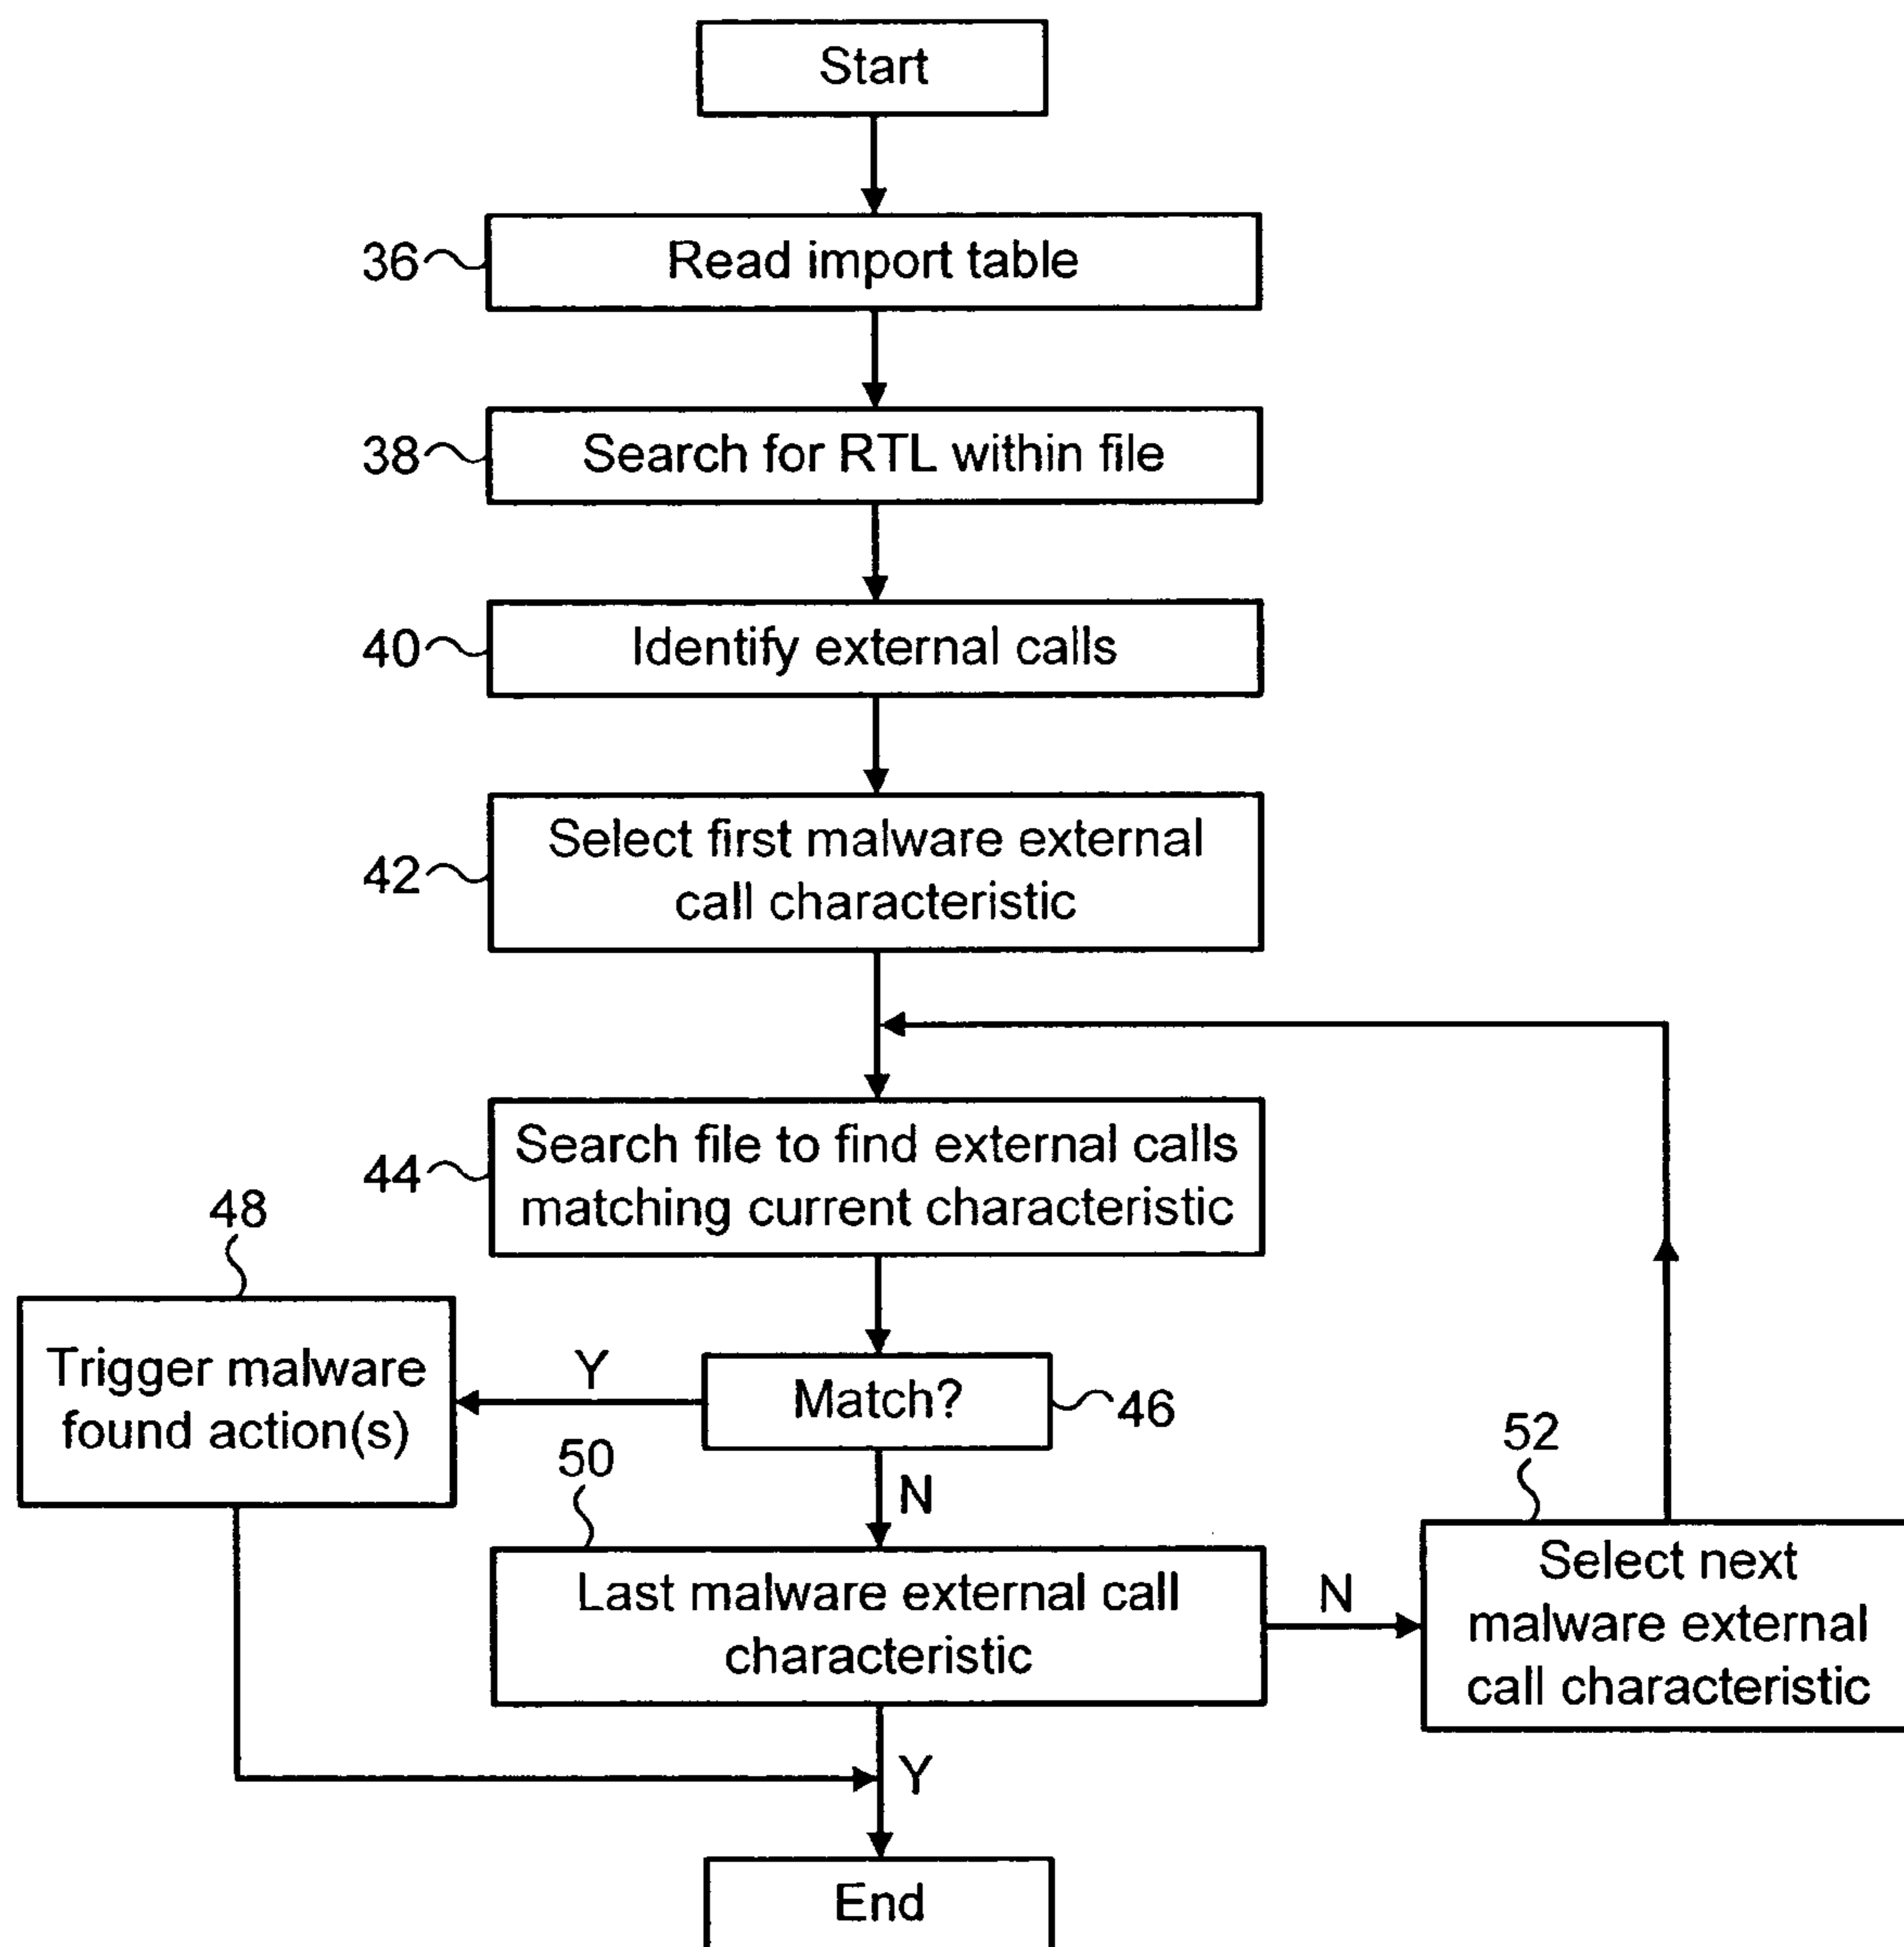 Start
36
Read import table
38
Search for RTL within file
40
Identify external calls
42
Select first malware external
call characteristic
44
Search file to find external calls
matching current characteristic
48
Trigger malware
found action(s)
Y
Match?
46
N
50
Last malware external call
characteristic
N
52
Select next
malware external
call characteristic
Y
End